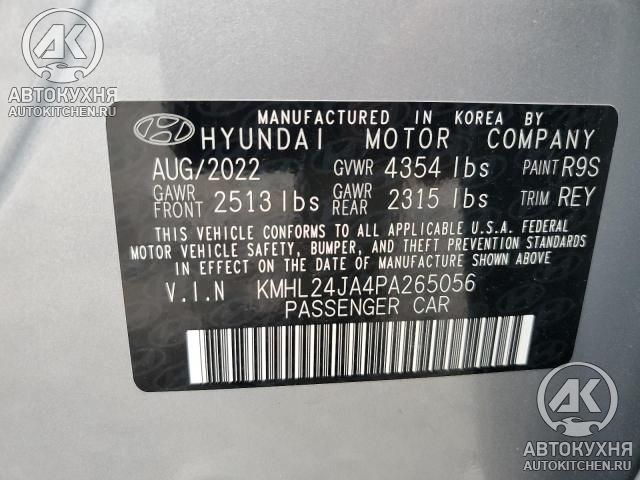 AK
АВТОКУХНЯ
AUTOKITCHEN.RU
MANUFACTURED IN KOREA BY
HYUNDAI MOTOR COMPANY
AUG/2022 GVWR 4354 lbs PAINT R9S
GAWR FRONT 2513 lbs GAWR REAR 2315 lbs TRIM REY
THIS VEHICLE CONFORMS TO ALL APPLICABLE U.S.A. FEDERAL
MOTOR VEHICLE SAFETY, BUMPER, AND THEFT PREVENTION STANDARDS
IN EFFECT ON THE DATE OF MANUFACTURE SHOWN ABOVE.
V.I.N KMHL24JA4PA265056
PASSENGER CAR
AK
АВТОКУХНЯ
AUTOKITCHEN.RU